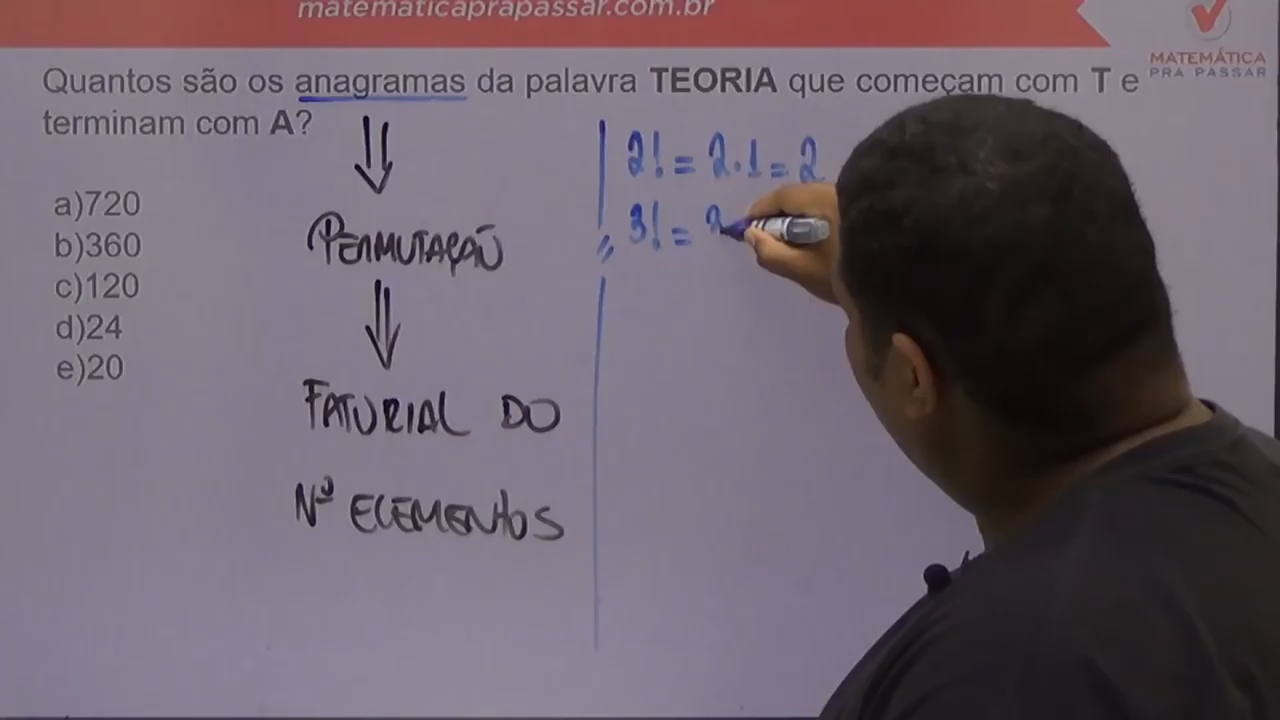 matematicaprapassar.com.br
MATEMÁTICA
PRA PASSAR
Quantos são os anagramas da palavra TEORIA que começam com T e
terminam com A?
a)720
b)360
c)120
d)24
e)20
PERMUTAÇÃO
FATORIAL DO
Nº ELEMENTOS
2! = 2.1 = 2
3! =